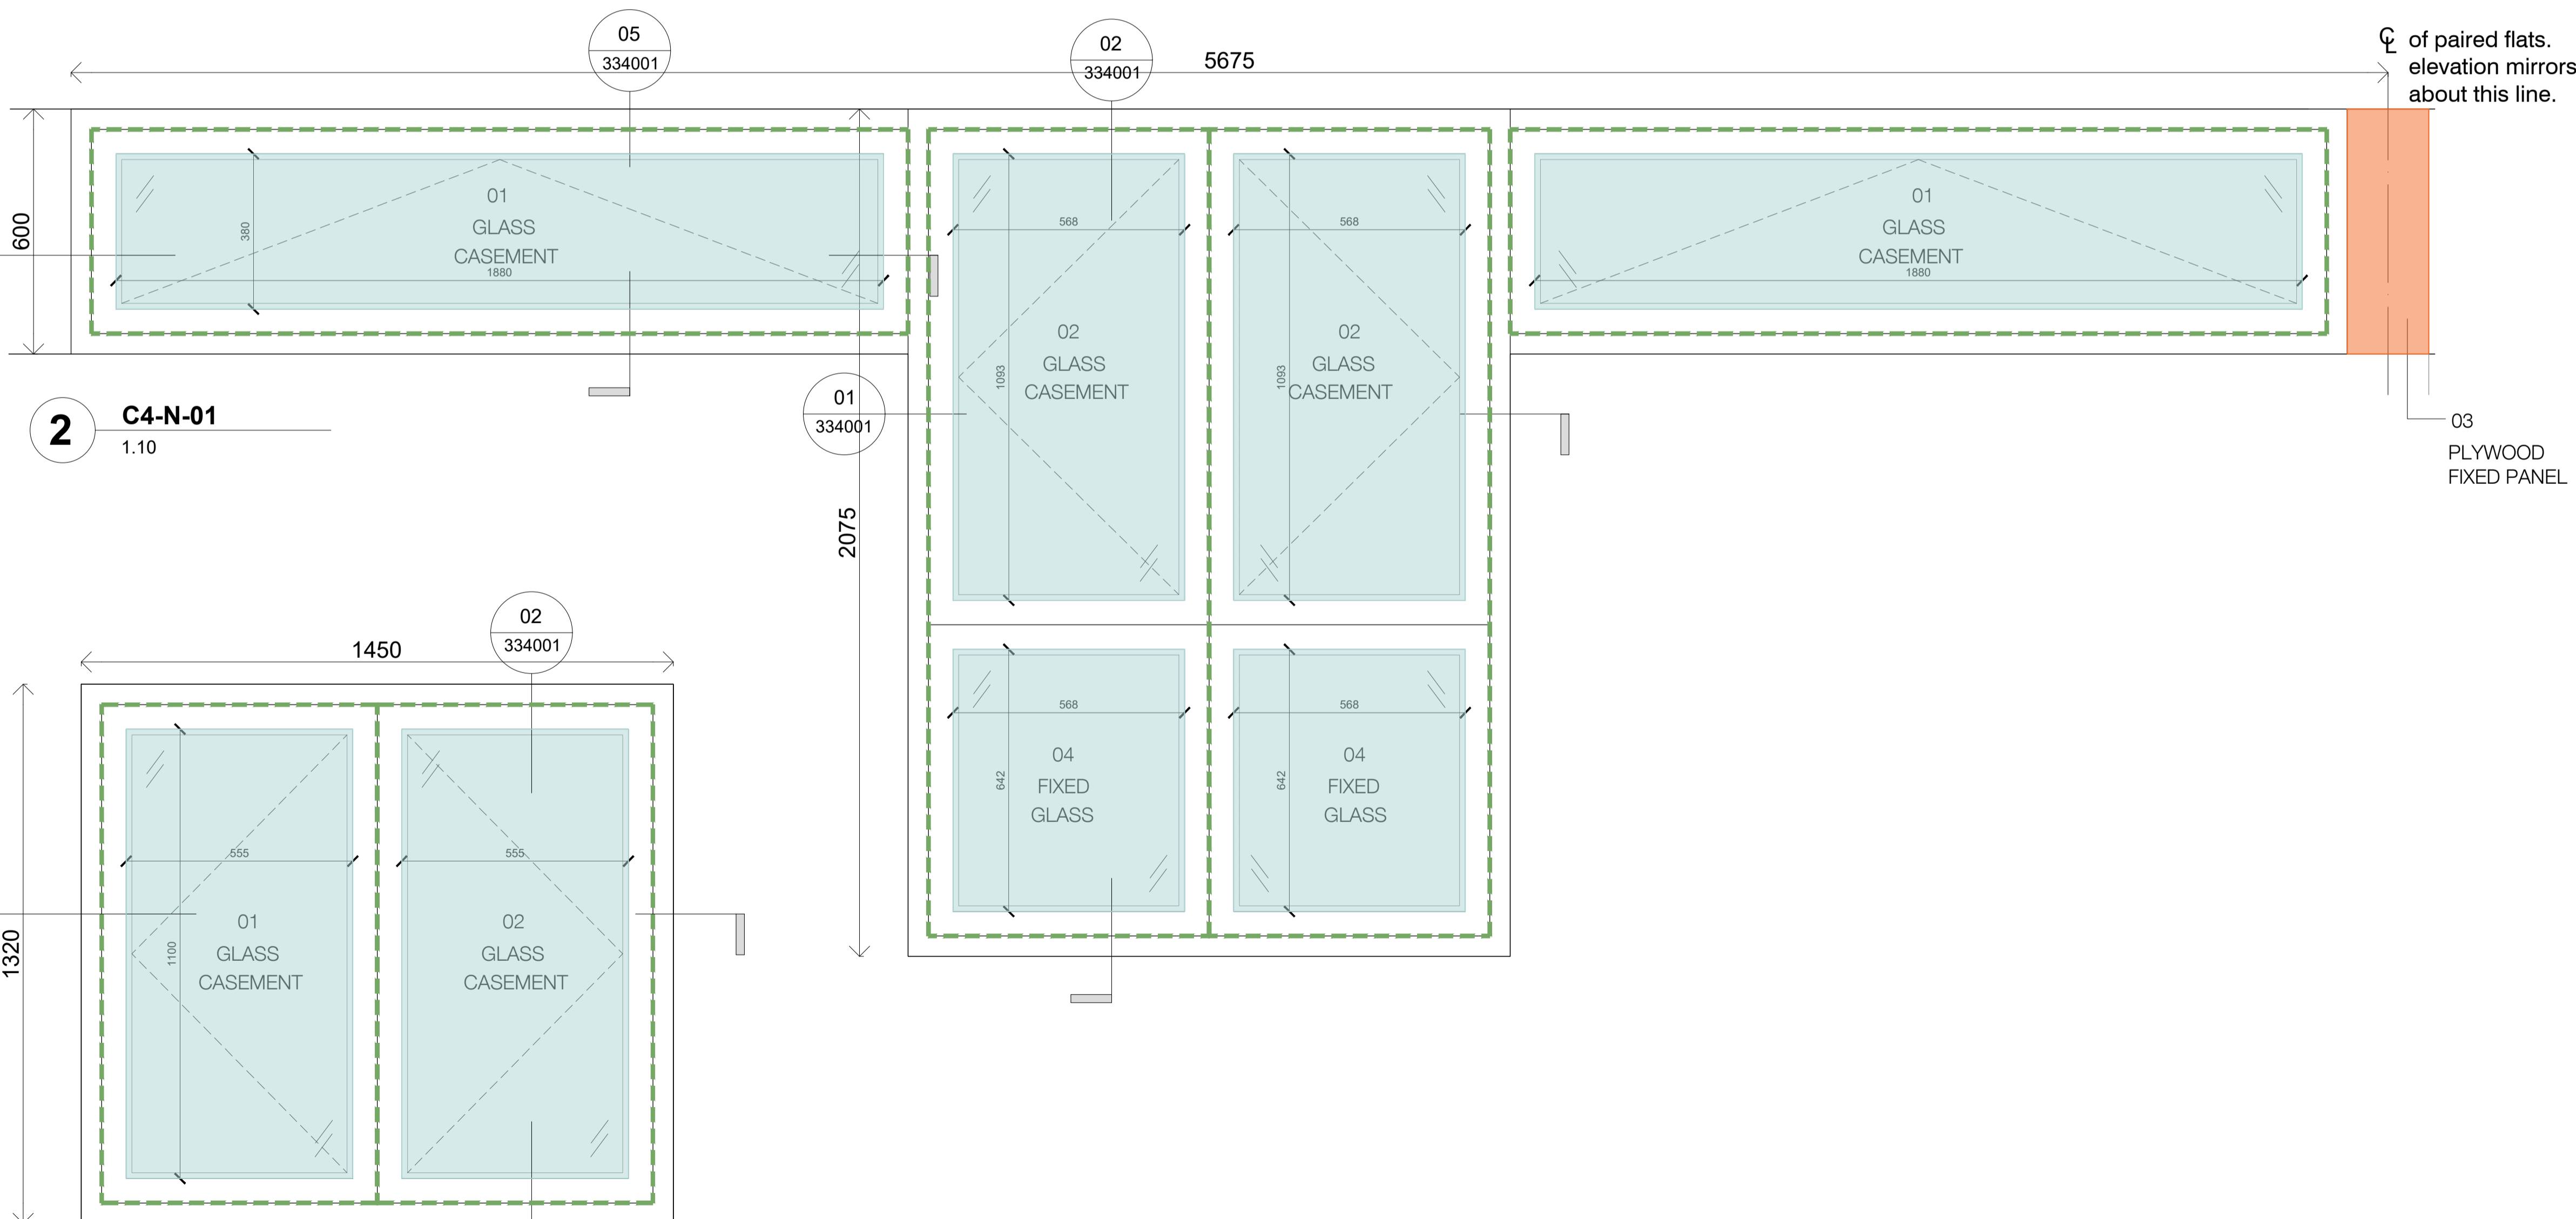 05
334001
02
334001
5675
℄ of paired flats.
elevation mirrors
about this line.
600
380
01
GLASS
CASEMENT
1880
568
568
01
GLASS
CASEMENT
1880
02
GLASS
CASEMENT
1093
02
GLASS
CASEMENT
1093
2
C4-N-01
1.10
01
334001
03
PLYWOOD
FIXED PANEL
2075
02
334001
1450
568
568
04
FIXED
GLASS
642
04
FIXED
GLASS
642
555
555
1320
01
GLASS
CASEMENT
1100
02
GLASS
CASEMENT